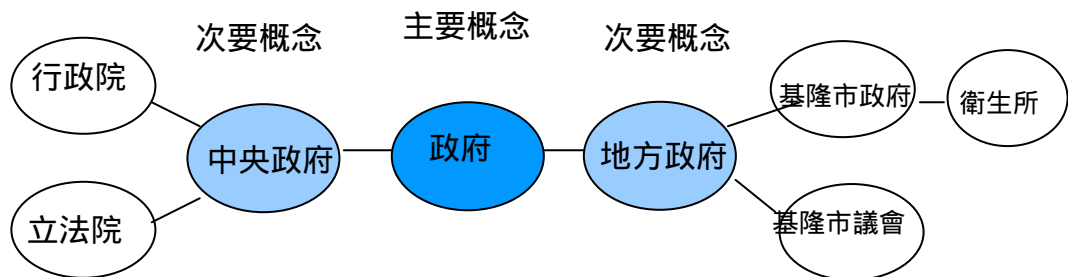 次要概念
主要概念
次要概念
行政院
基隆市政府
衛生所
中央政府
政府
地方政府
立法院
基隆市議會